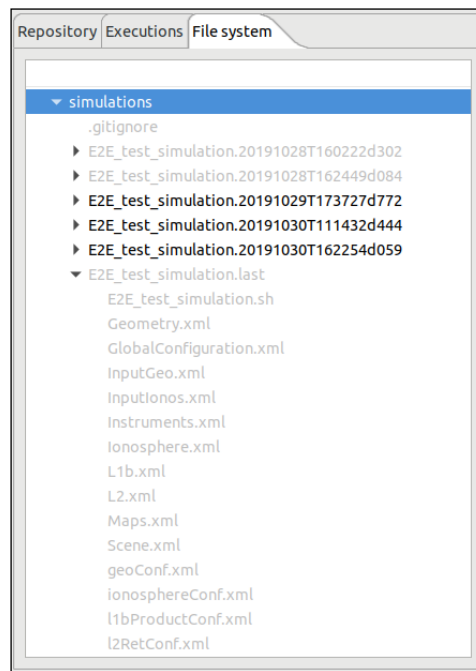 Repository Executions File system
simulations
.gitignore
E2E_test_simulation.20191028T160222d302
E2E_test_simulation.20191028T162449d084
E2E_test_simulation.20191029T173727d772
E2E_test_simulation.20191030T111432d444
E2E_test_simulation.20191030T162254d059
E2E_test_simulation.last
E2E_test_simulation.sh
Geometry.xml
GlobalConfiguration.xml
InputGeo.xml
InputIonos.xml
Instruments.xml
Ionosphere.xml
L1b.xml
L2.xml
Maps.xml
Scene.xml
geoConf.xml
ionosphereConf.xml
l1bProductConf.xml
l2RetConf.xml